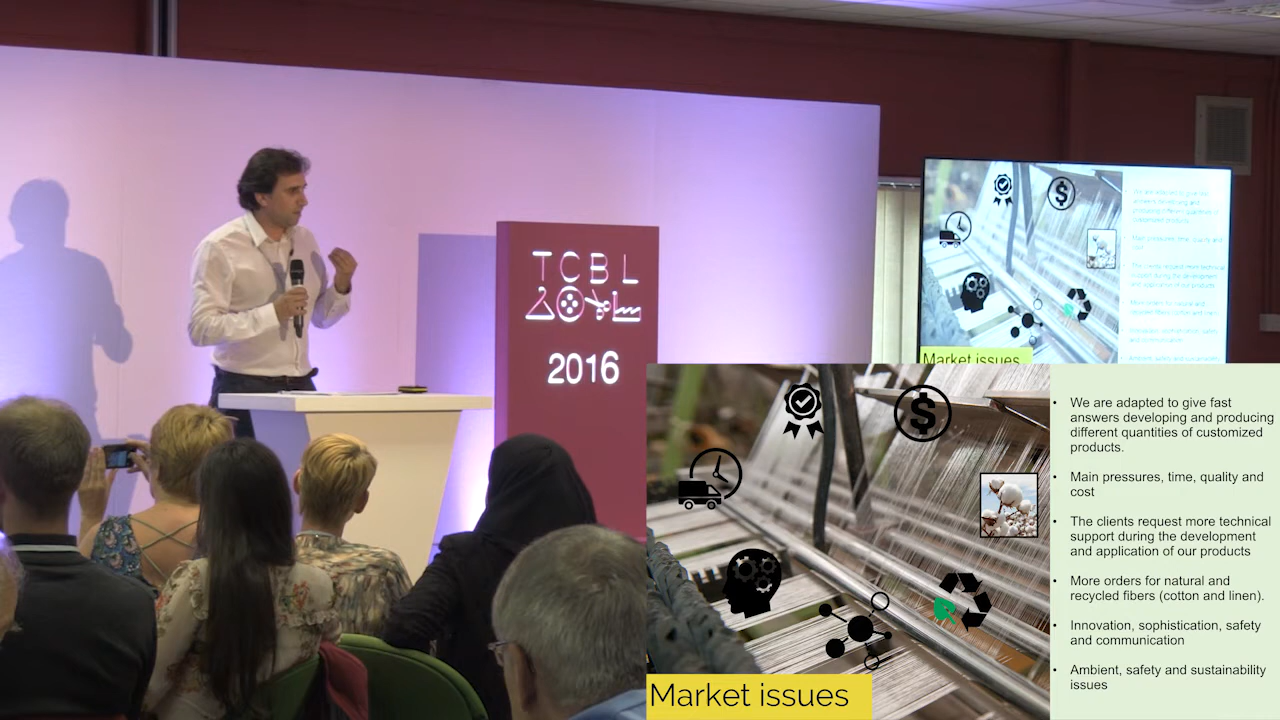 TCBL
2016
Market issues
Market issues
• We are adapted to give fast
answers developing and producing
different quantities of customized
products.
• Main pressures, time, quality and
cost
• The clients request more technical
support during the development
and application of our products
• More orders for natural and
recycled fibers (cotton and linen).
• Innovation, sophistication, safety
and communication
• Ambient, safety and sustainability
issues